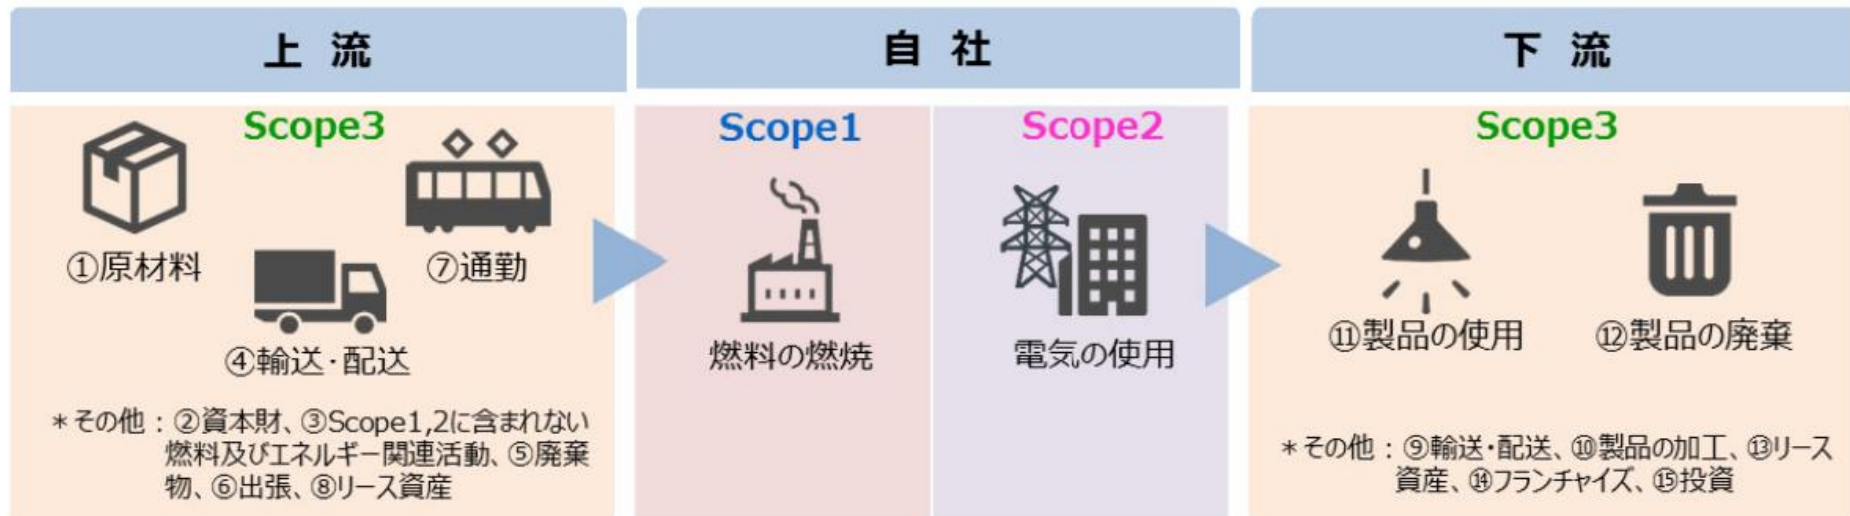 上 流
Scope3
①原材料
⑦通勤
④輸送・配送
＊その他：②資本財、③Scope1,2に含まれない
燃料及びエネルギー関連活動、⑤廃棄
物、⑥出張、⑧リース資産
自 社
Scope1
燃料の燃焼
Scope2
電気の使用
下 流
Scope3
⑪製品の使用
⑫製品の廃棄
＊その他：⑨輸送・配送、⑩製品の加工、⑬リース
資産、⑭フランチャイズ、⑮投資